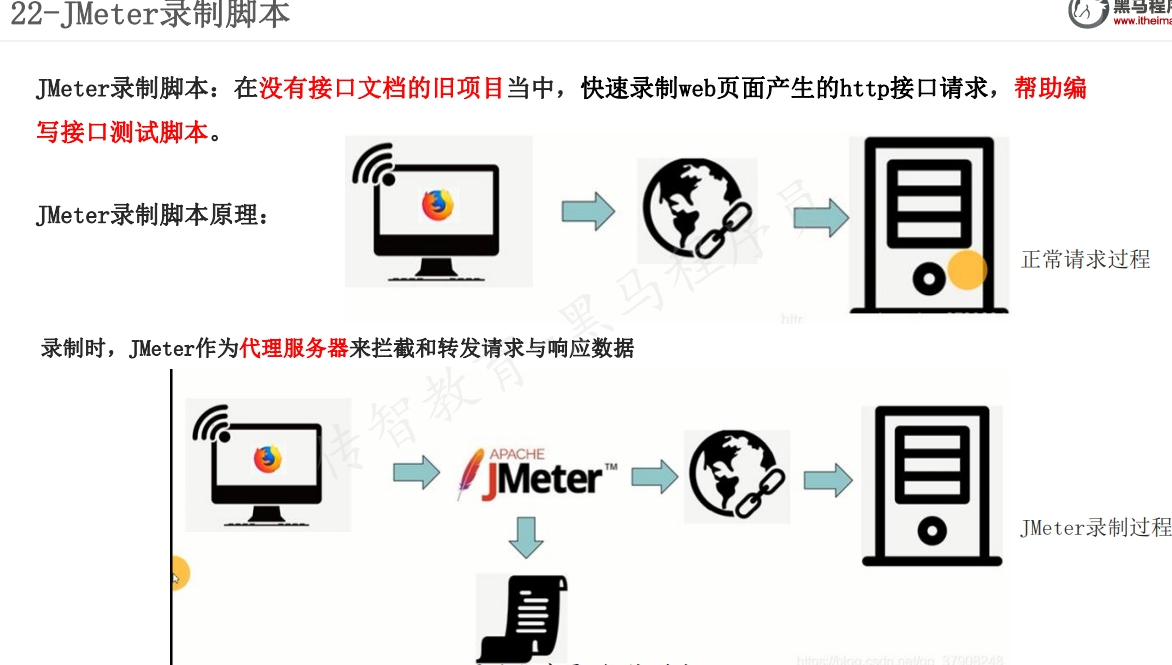 22-JMeter录制脚本
黑马程序
www.itheima
JMeter录制脚本：在没有接口文档的旧项目当中，快速录制web页面产生的http接口请求，帮助编
写接口测试脚本。
JMeter录制脚本原理：
正常请求过程
录制时，JMeter作为代理服务器来拦截和转发请求与响应数据
传智教育 黑马程序员
APACHE
JMeter™
JMeter录制过程
https://blog.csdn.net/qq_37908248